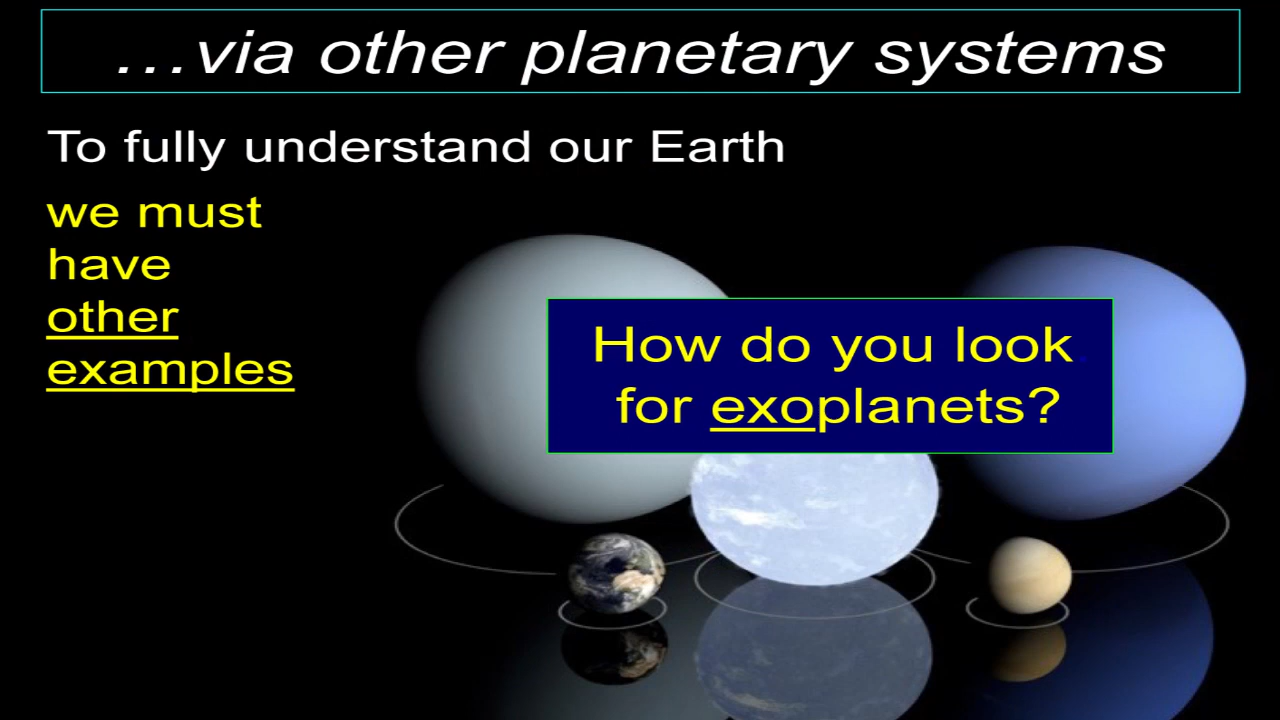 …via other planetary systems
To fully understand our Earth
we must
have
other
examples
How do you look
for exoplanets?